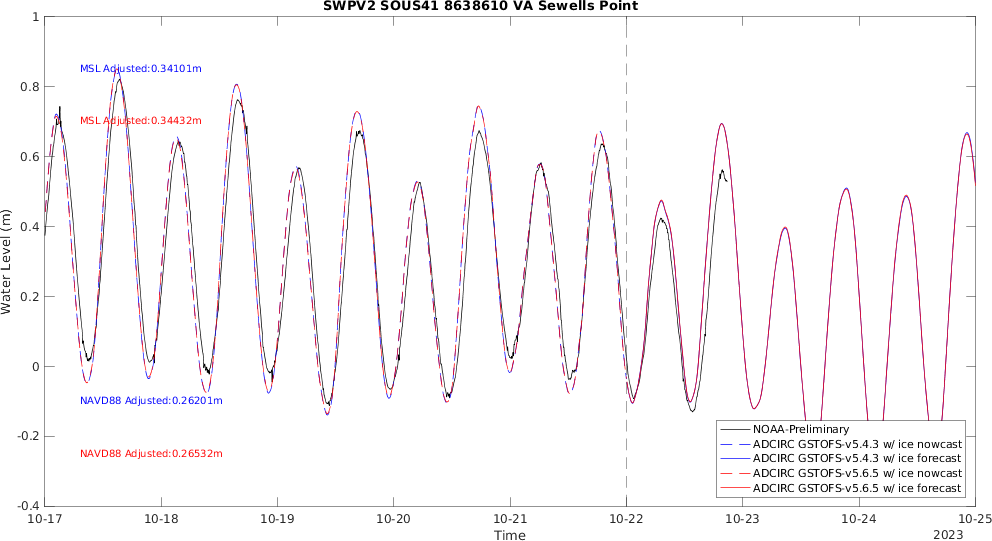 SWPV2 SOUS41 8638610 VA Sewells Point
1
0.8
0.6
0.4
0.2
0
-0.2
-0.4
Water Level (m)
MSL Adjusted:0.34101m
MSL Adjusted:0.34432m
NAVD88 Adjusted:0.26201m
NAVD88 Adjusted:0.26532m
NOAA-Preliminary
ADCIRC GSTOFS-v5.4.3 w/ ice nowcast
ADCIRC GSTOFS-v5.4.3 w/ ice forecast
ADCIRC GSTOFS-v5.6.5 w/ ice nowcast
ADCIRC GSTOFS-v5.6.5 w/ ice forecast
10-17 10-18 10-19 10-20 10-21 10-22 10-23 10-24 10-25
Time
2023